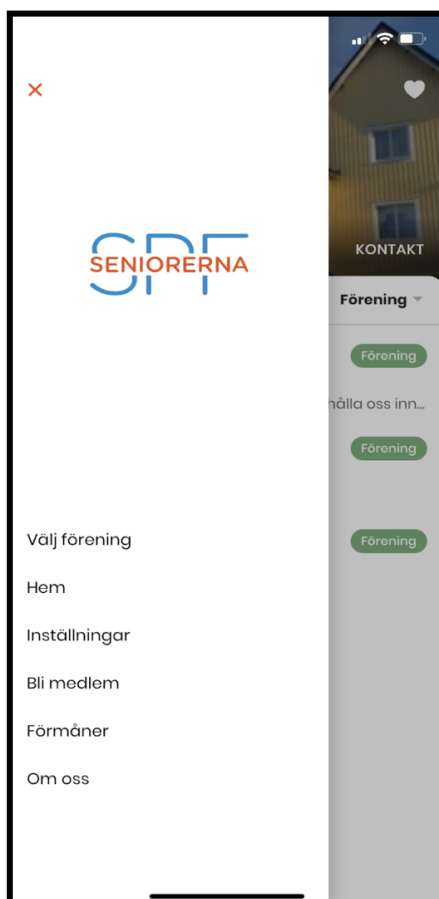 SPF
SENIORERNA
KONTAKT
Förening
Förening
hålla oss inn...
Förening
Förening
Välj förening
Hem
Inställningar
Bli medlem
Förmåner
Om oss